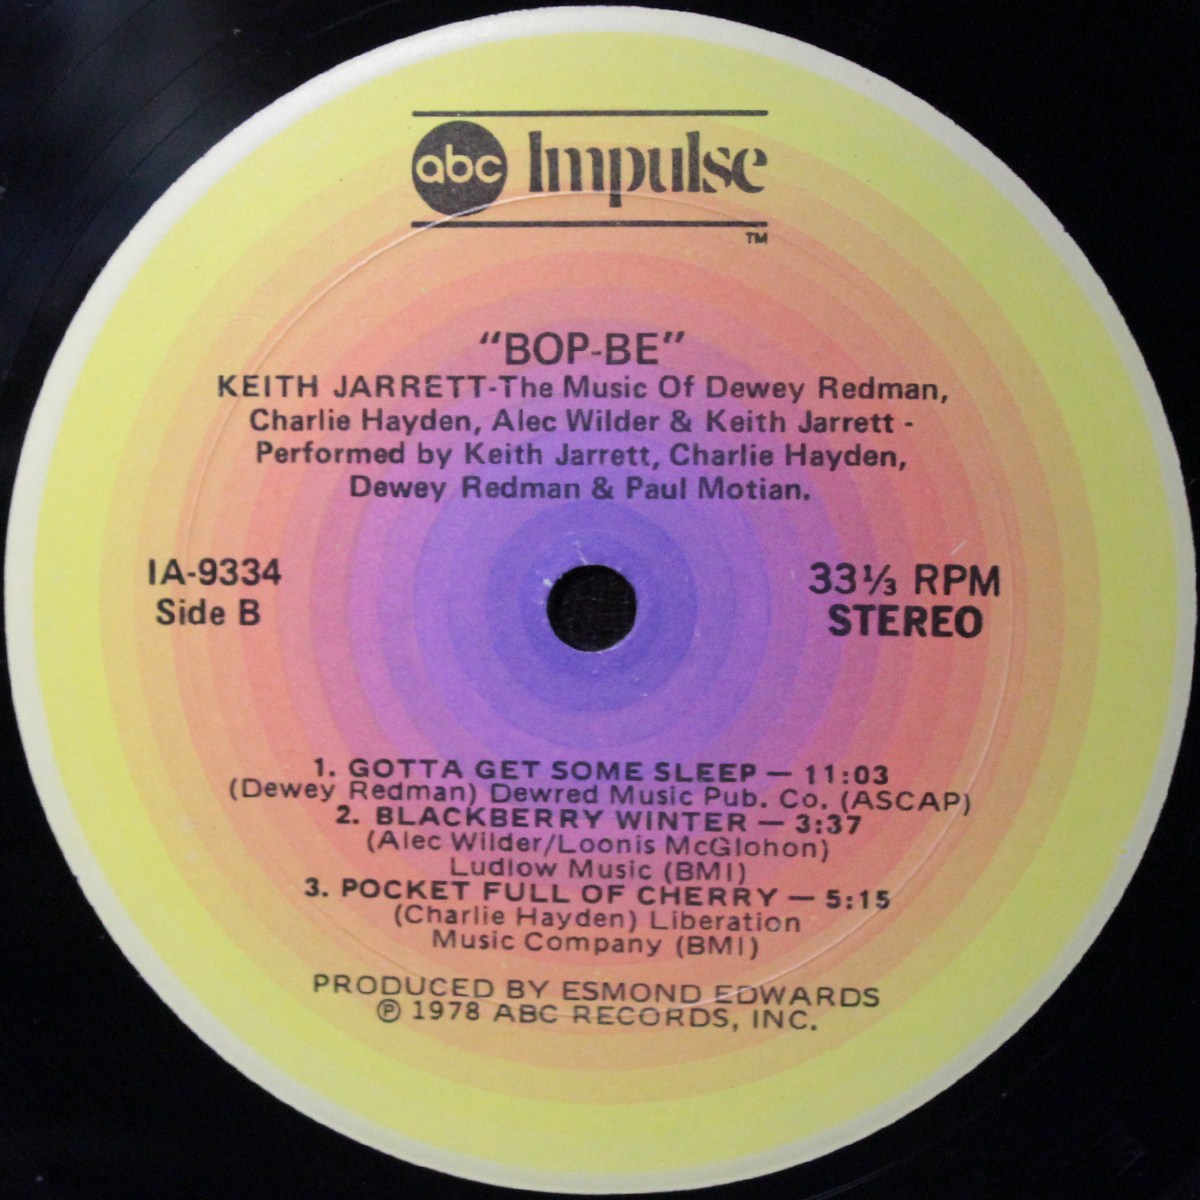 abc Impulse
TM
"BOP-BE"
KEITH JARRETT-The Music Of Dewey Redman,
Charlie Hayden, Alec Wilder & Keith Jarrett -
Performed by Keith Jarrett, Charlie Hayden,
Dewey Redman & Paul Motian.
IA-9334
Side B
33⅓ RPM
STEREO
1. GOTTA GET SOME SLEEP — 11:03
(Dewey Redman) Dewred Music Pub. Co. (ASCAP)
2. BLACKBERRY WINTER — 3:37
(Alec Wilder/Loonis McGlohon)
Ludlow Music (BMI)
3. POCKET FULL OF CHERRY — 5:15
(Charlie Hayden) Liberation
Music Company (BMI)
PRODUCED BY ESMOND EDWARDS
℗ 1978 ABC RECORDS, INC.